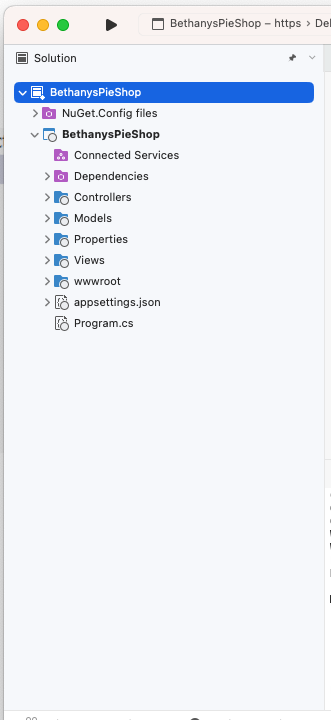 BethanysPieShop – https › De
Solution
BethanysPieShop
NuGet.Config files
BethanysPieShop
Connected Services
Dependencies
Controllers
Models
Properties
Views
wwwroot
appsettings.json
Program.cs